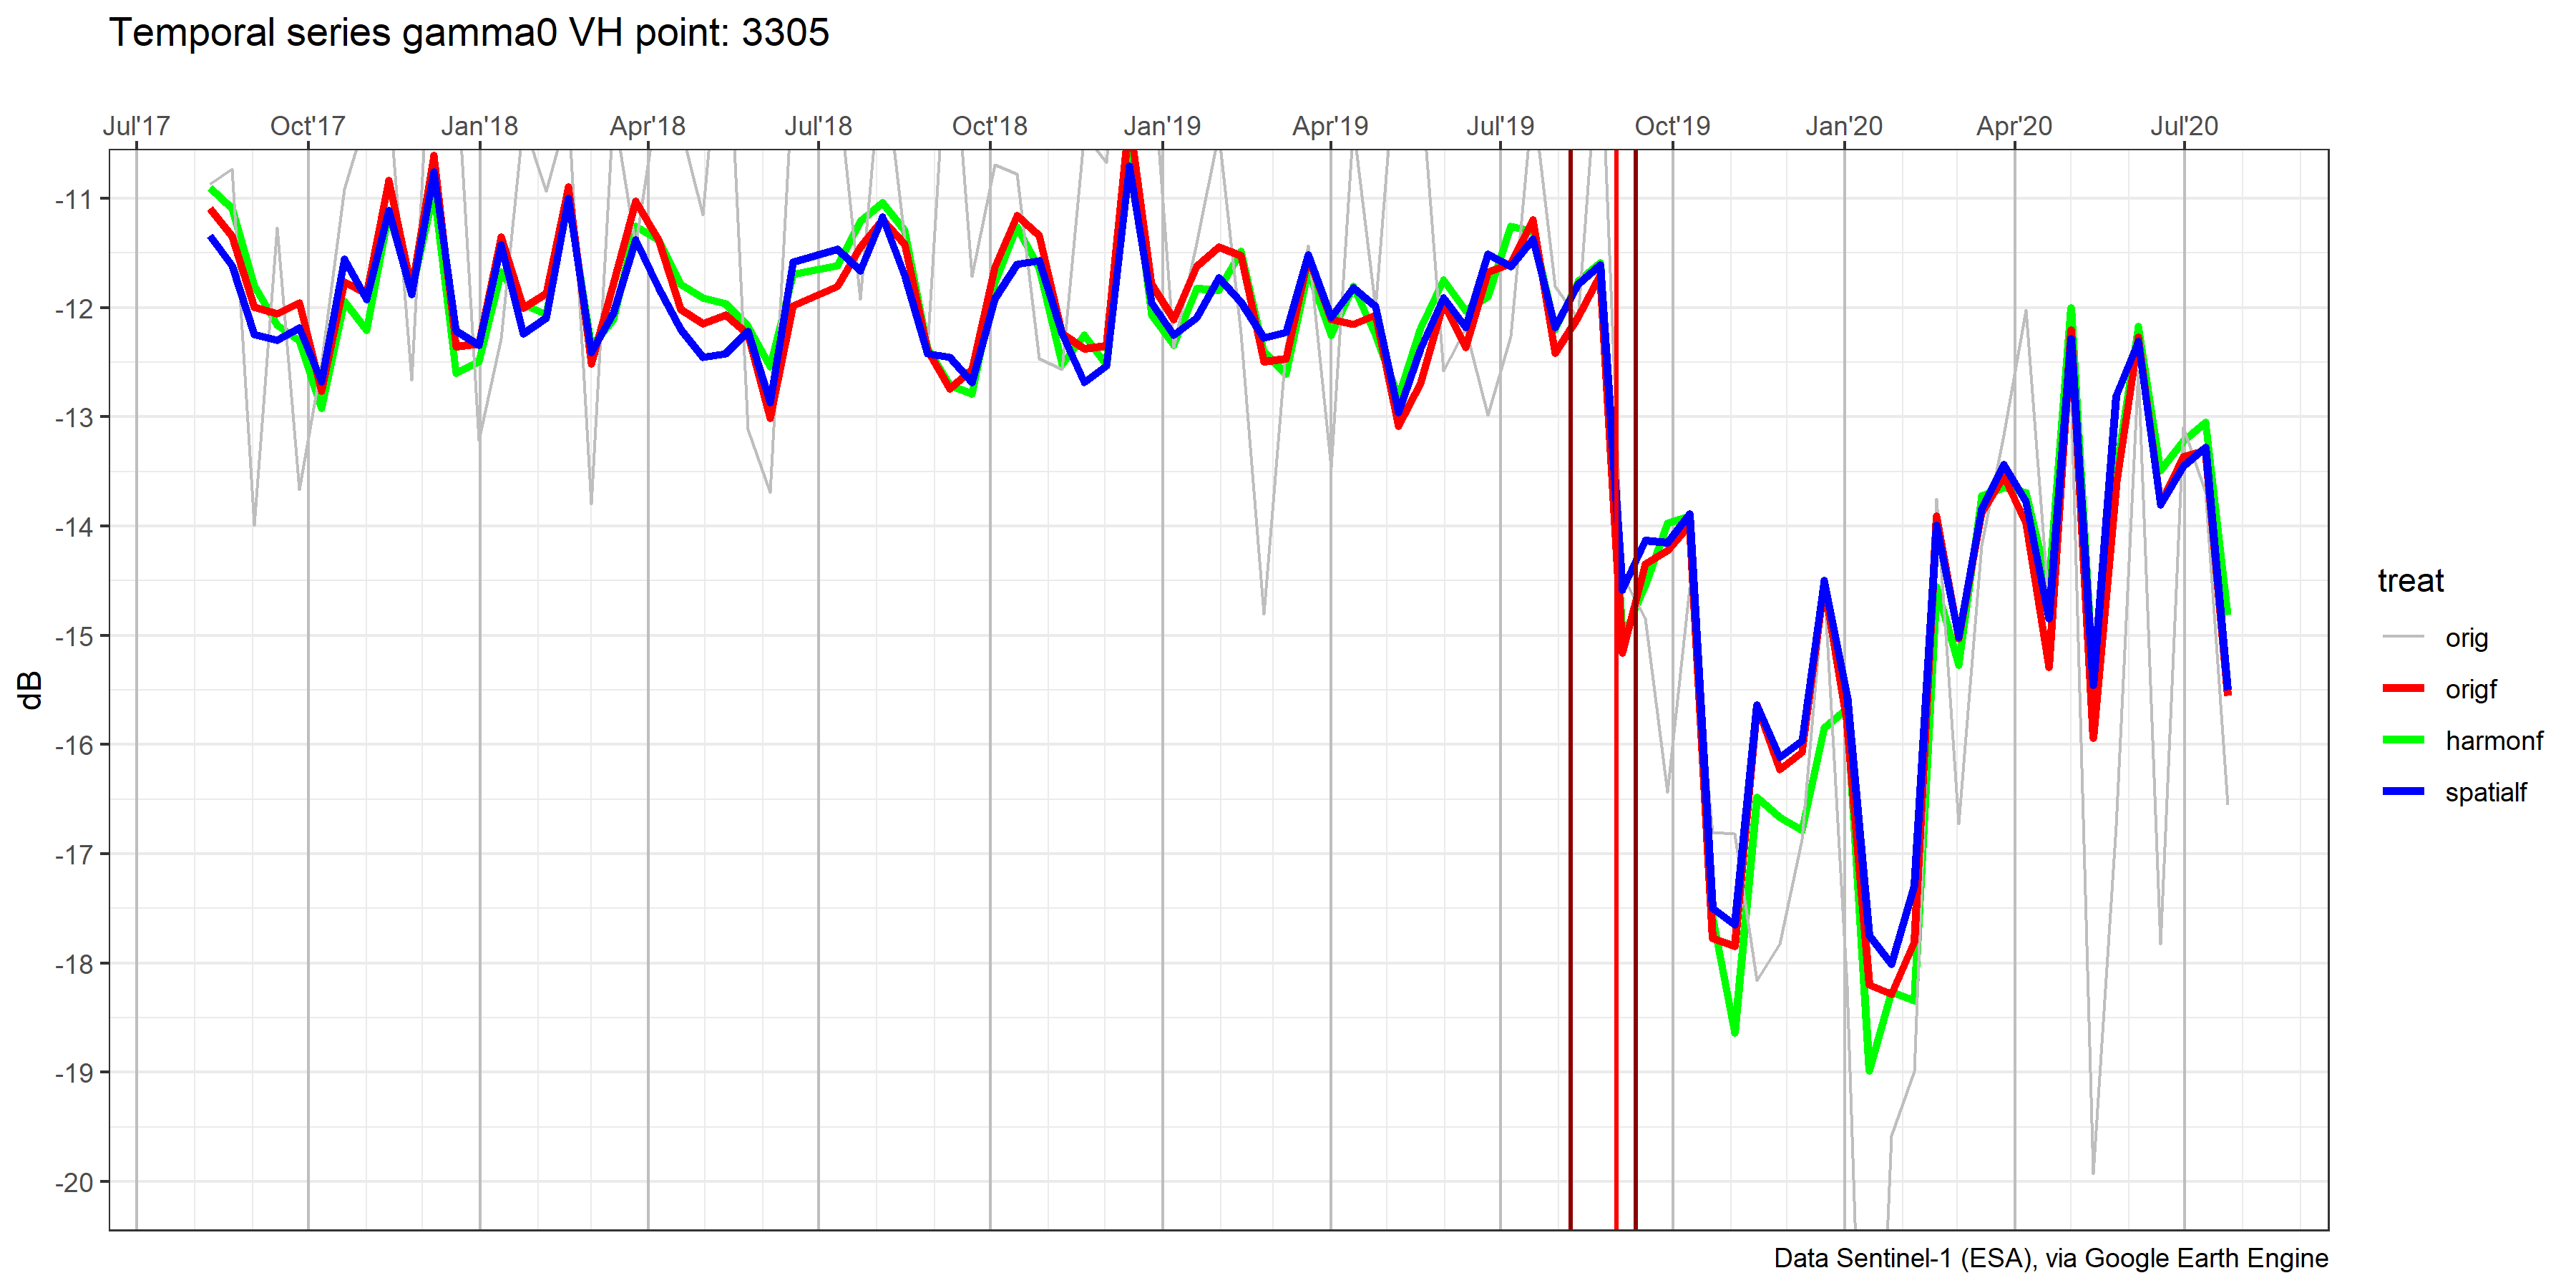 Temporal series gamma0 VH point: 3305
Jul'17 Oct'17 Jan'18 Apr'18 Jul'18 Oct'18 Jan'19 Apr'19 Jul'19 Oct'19 Jan'20 Apr'20 Jul'20
-11
-12
-13
-14
-15
-16
-17
-18
-19
-20
dB
treat
orig
origf
harmonf
spatialf
Data Sentinel-1 (ESA), via Google Earth Engine